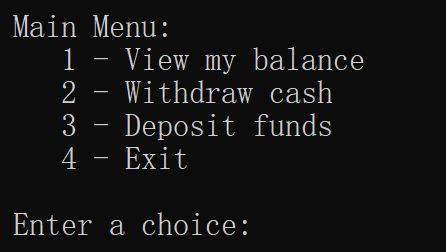 Main Menu:
1 - View my balance
2 - Withdraw cash
3 - Deposit funds
4 - Exit
Enter a choice: